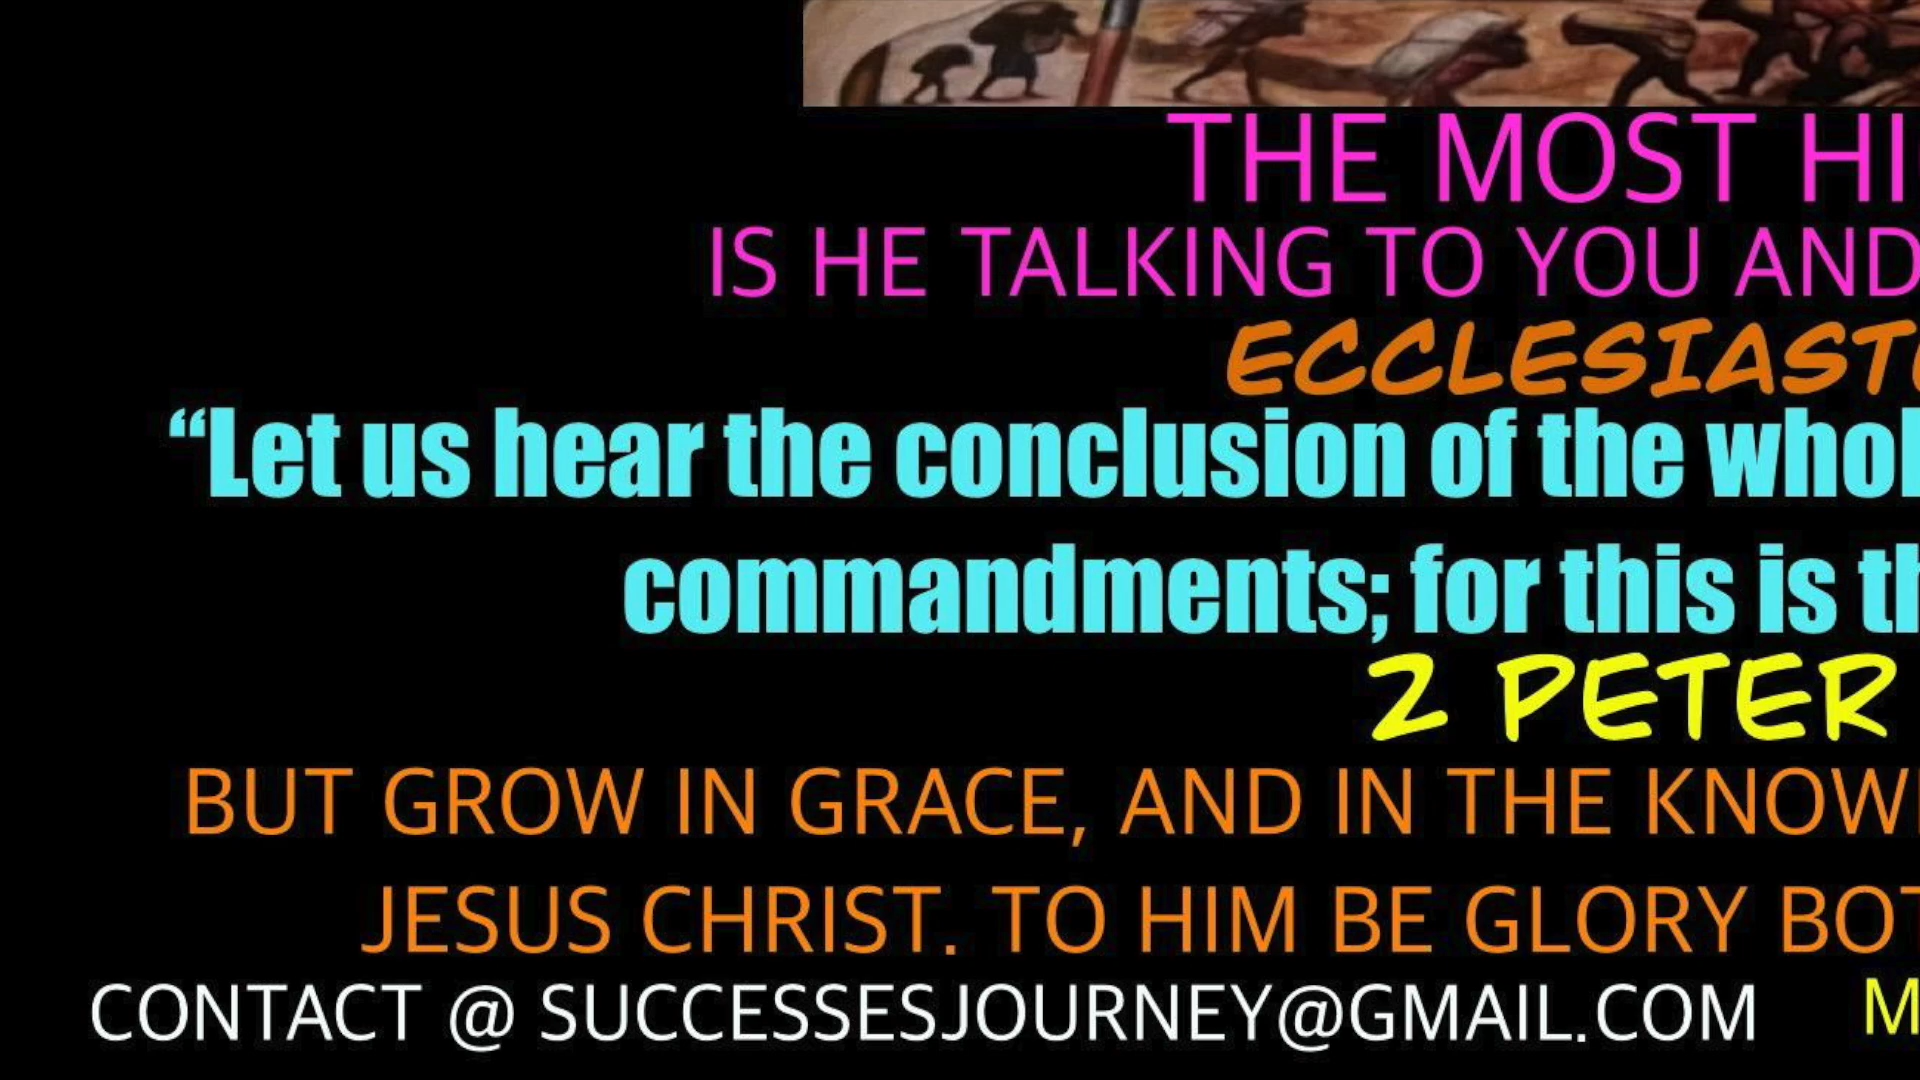 THE MOST HI
IS HE TALKING TO YOU AND
ECCLESIAST
“Let us hear the conclusion of the whol
commandments; for this is th
2 PETER
BUT GROW IN GRACE, AND IN THE KNOWL
JESUS CHRIST. TO HIM BE GLORY BOT
CONTACT @ SUCCESSESJOURNEY@GMAIL.COM M